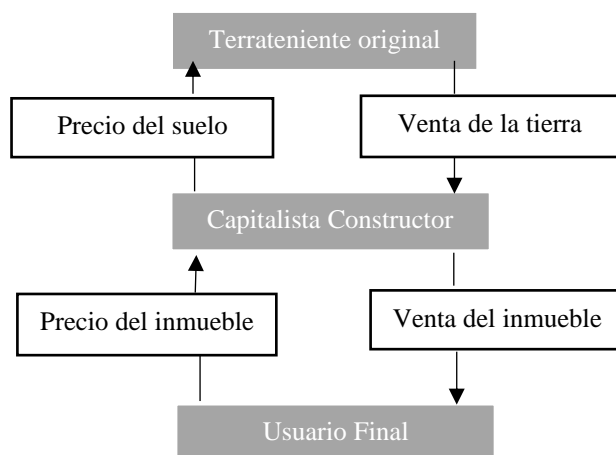 Terrateniente original
Precio del suelo
Venta de la tierra
Capitalista Constructor
Precio del inmueble
Venta del inmueble
Usuario Final